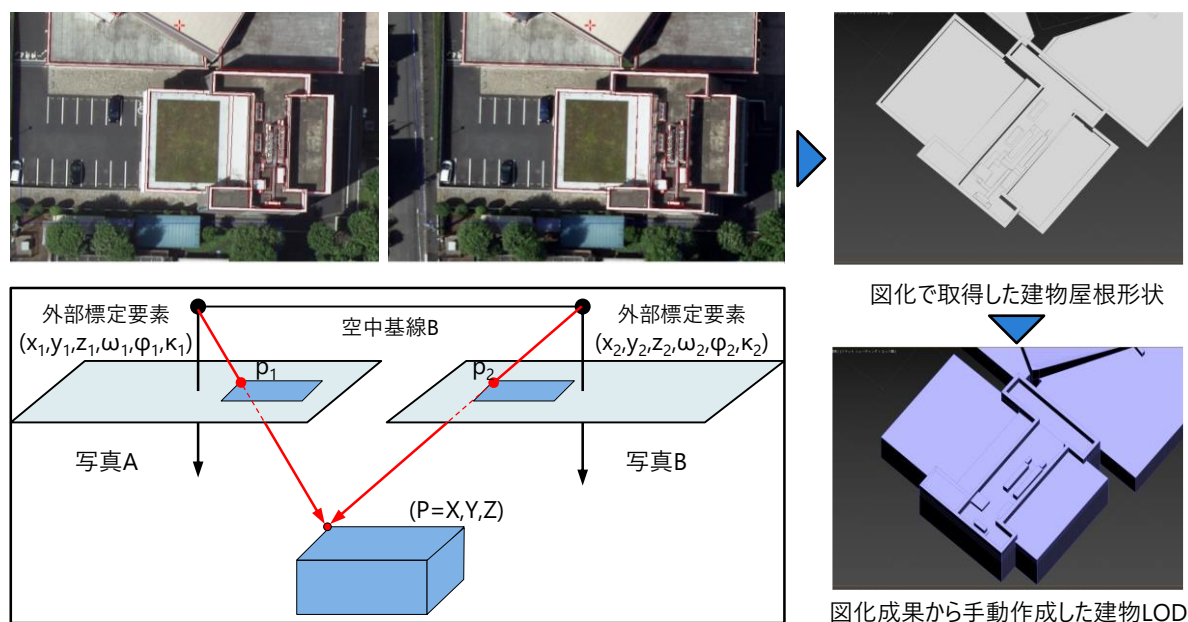 外部標定要素
(x₁,y₁,z₁,ω₁,φ₁,κ₁)
空中基線B
外部標定要素
(x₂,y₂,z₂,ω₂,φ₂,κ₂)
p₁
p₂
写真A
写真B
(P=X,Y,Z)
図化で取得した建物屋根形状
図化成果から手動作成した建物LOD